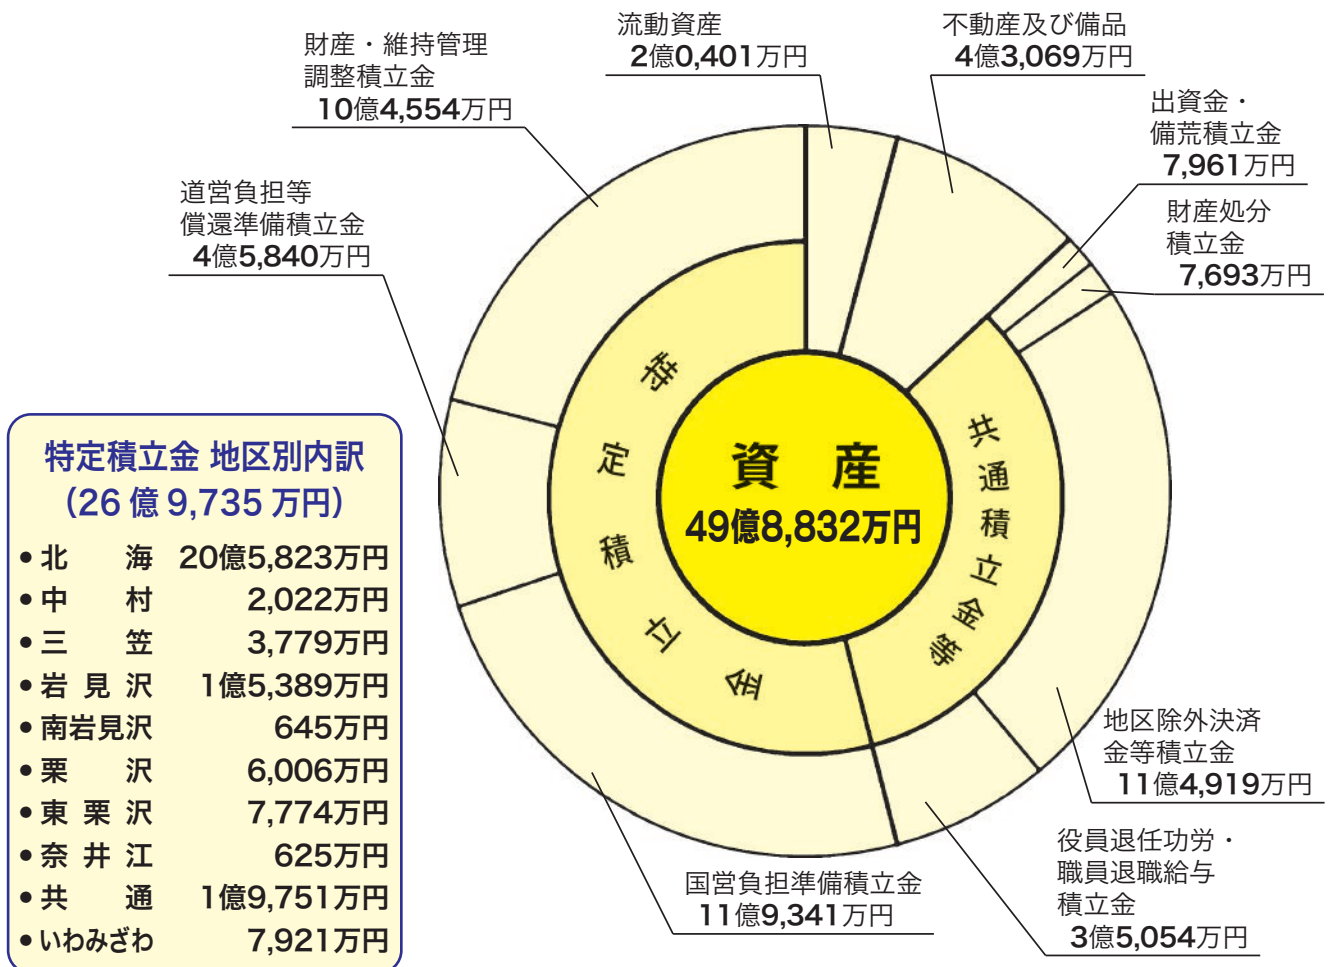 流動資産
2億0,401万円
不動産及び備品
4億3,069万円
財産・維持管理
調整積立金
10億4,554万円
出資金・
備荒積立金
7,961万円
道営負担等
償還準備積立金
4億5,840万円
財産処分
積立金
7,693万円
特定積立金
共通積立金等
資 産
49億8,832万円
特定積立金 地区別内訳
(26億9,735万円)
●北 海 20億5,823万円
●中 村 2,022万円
●三 笠 3,779万円
●岩見沢 1億5,389万円
●南岩見沢 645万円
●栗 沢 6,006万円
●東栗沢 7,774万円
●奈井江 625万円
●共 通 1億9,751万円
●いわみざわ 7,921万円
地区除外決済
金等積立金
11億4,919万円
役員退任功労・
職員退職給与
積立金
3億5,054万円
国営負担準備積立金
11億9,341万円